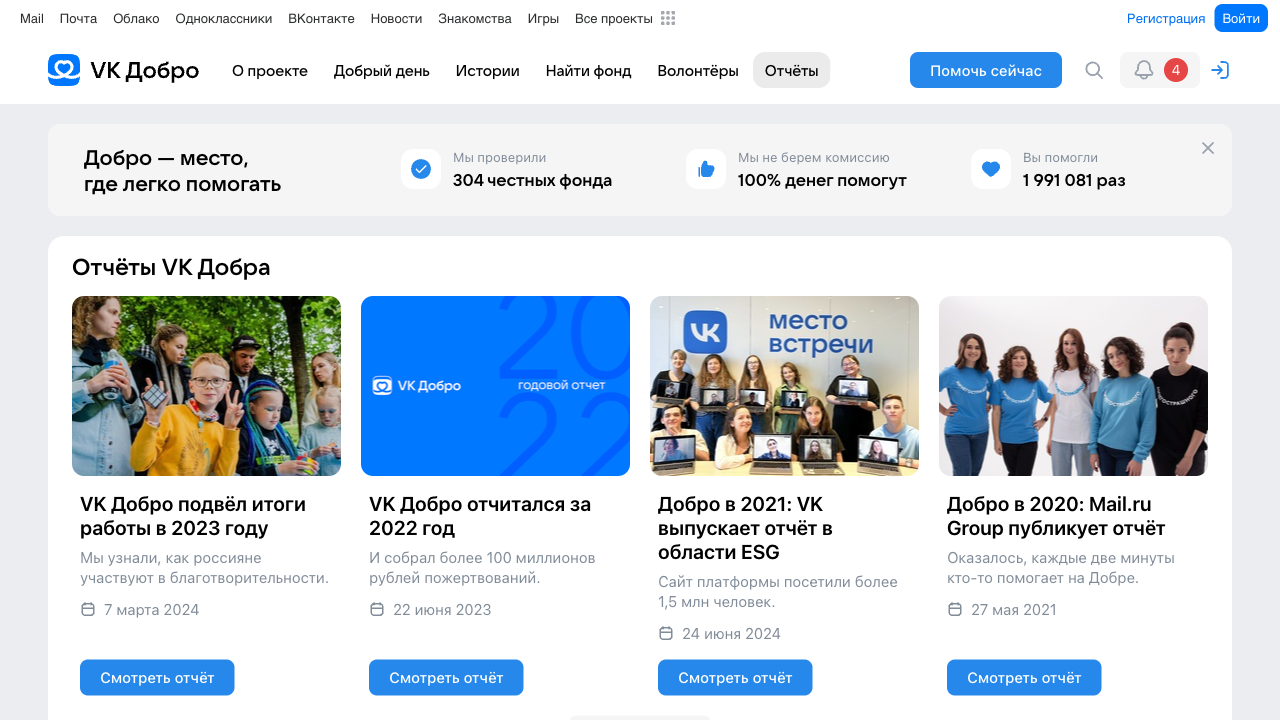 Mail Почта Облако Одноклассники ВКонтакте Новости Знакомства Игры Все проекты Регистрация Войти
VK Добро О проекте Добрый день Истории Найти фонд Волонтёры Отчёты Помочь сейчас 4
Добро — место,
где легко помогать
Мы проверили
304 честных фонда
Мы не берем комиссию
100% денег помогут
Вы помогли
1 991 081 раз
Отчёты VK Добра
2022
VK Добро
годовой отчет
VK
место
встречи
VK Добро подвёл итоги
работы в 2023 году
Мы узнали, как россияне
участвуют в благотворительности.
7 марта 2024
Смотреть отчёт
VK Добро отчитался за
2022 год
И собрал более 100 миллионов
рублей пожертвований.
22 июня 2023
Смотреть отчёт
Добро в 2021: VK
выпускает отчёт в
области ESG
Сайт платформы посетили более
1,5 млн человек.
24 июня 2024
Смотреть отчёт
Добро в 2020: Mail.ru
Group публикует отчёт
Оказалось, каждые две минуты
кто-то помогает на Добре.
27 мая 2021
Смотреть отчёт